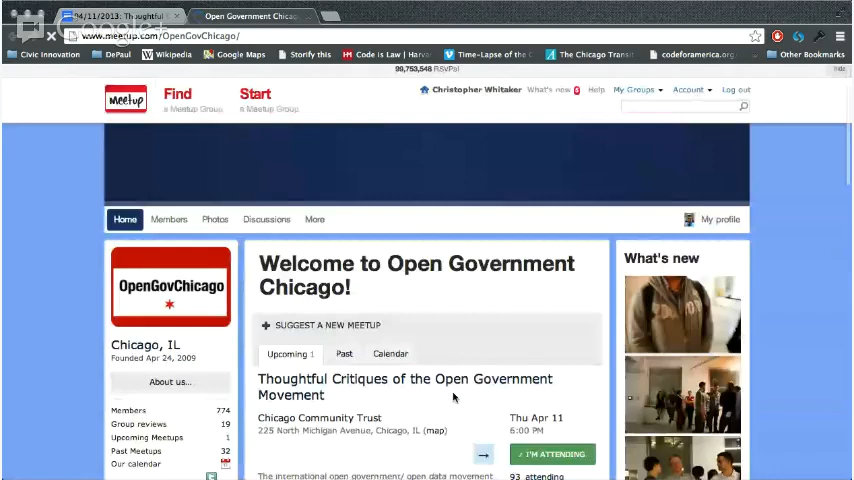 04/11/2013: Thoughtful
Open Government Chicago
www.meetup.com/OpenGovChicago/
Civic Innovation
DePaul
Wikipedia
Google Maps
Storify this
Code is Law | Harv
Time-Lapse of the
The Chicago Transit
codeforamerica.org
Other Bookmarks
99,753,548 RSVPs!
Meetup
Find
a Meetup Group
Start
a Meetup Group
Christopher Whitaker
What's new
Help
My Groups
Account
Log out
Home
Members
Photos
Discussions
More
My profile
OpenGovChicago
Chicago, IL
Founded Apr 24, 2009
About us...
Members 774
Group reviews 19
Upcoming Meetups 1
Past Meetups 32
Our calendar
Welcome to Open Government
Chicago!
+ SUGGEST A NEW MEETUP
Upcoming 1
Past
Calendar
Thoughtful Critiques of the Open Government
Movement
Chicago Community Trust
225 North Michigan Avenue, Chicago, IL (map)
Thu Apr 11
6:00 PM
→
✓ I'M ATTENDING
The international open government/ open data movement
93 attending
What's new